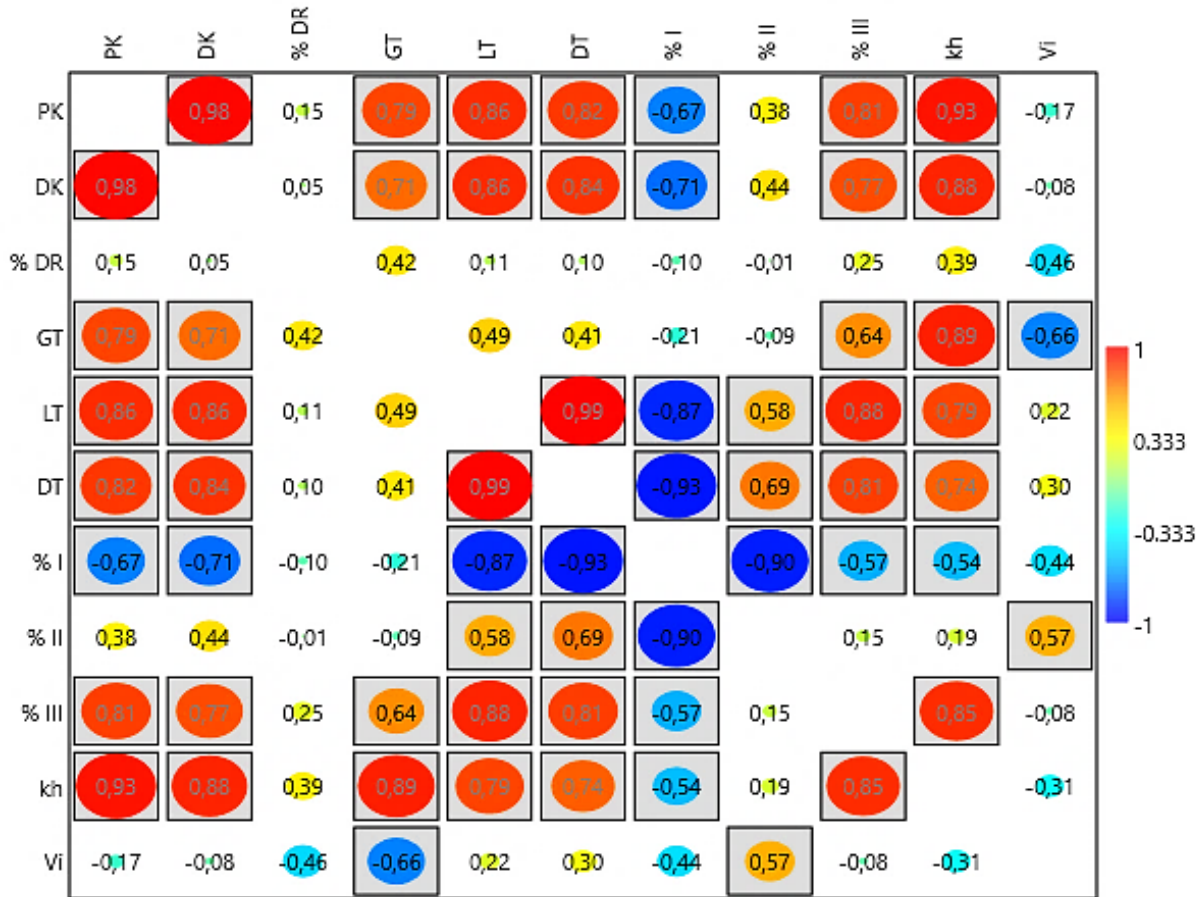 PK DK % DR GT LT DT % I % II % III kh Vi
PK 0,98 0,15 0,79 0,86 0,82 -0,67 0,38 0,81 0,93 -0,17
DK 0,98 0,05 0,71 0,86 0,84 -0,71 0,44 0,77 0,88 -0,08
% DR 0,15 0,05 0,42 0,11 0,10 -0,10 -0,01 0,25 0,39 -0,46
GT 0,79 0,71 0,42 0,49 0,41 -0,21 -0,09 0,64 0,89 -0,66
1
LT 0,86 0,86 0,11 0,49 0,99 -0,87 0,58 0,88 0,79 0,22
0.333
DT 0,82 0,84 0,10 0,41 0,99 -0,93 0,69 0,81 0,74 0,30
-0.333
% I -0,67 -0,71 -0,10 -0,21 -0,87 -0,93 -0,90 -0,57 -0,54 -0,44
-1
% II 0,38 0,44 -0,01 -0,09 0,58 0,69 -0,90 0,15 0,19 0,57
% III 0,81 0,77 0,25 0,64 0,88 0,81 -0,57 0,15 0,85 -0,08
kh 0,93 0,88 0,39 0,89 0,79 0,74 -0,54 0,19 0,85 -0,31
Vi -0,17 -0,08 -0,46 -0,66 0,22 0,30 -0,44 0,57 -0,08 -0,31